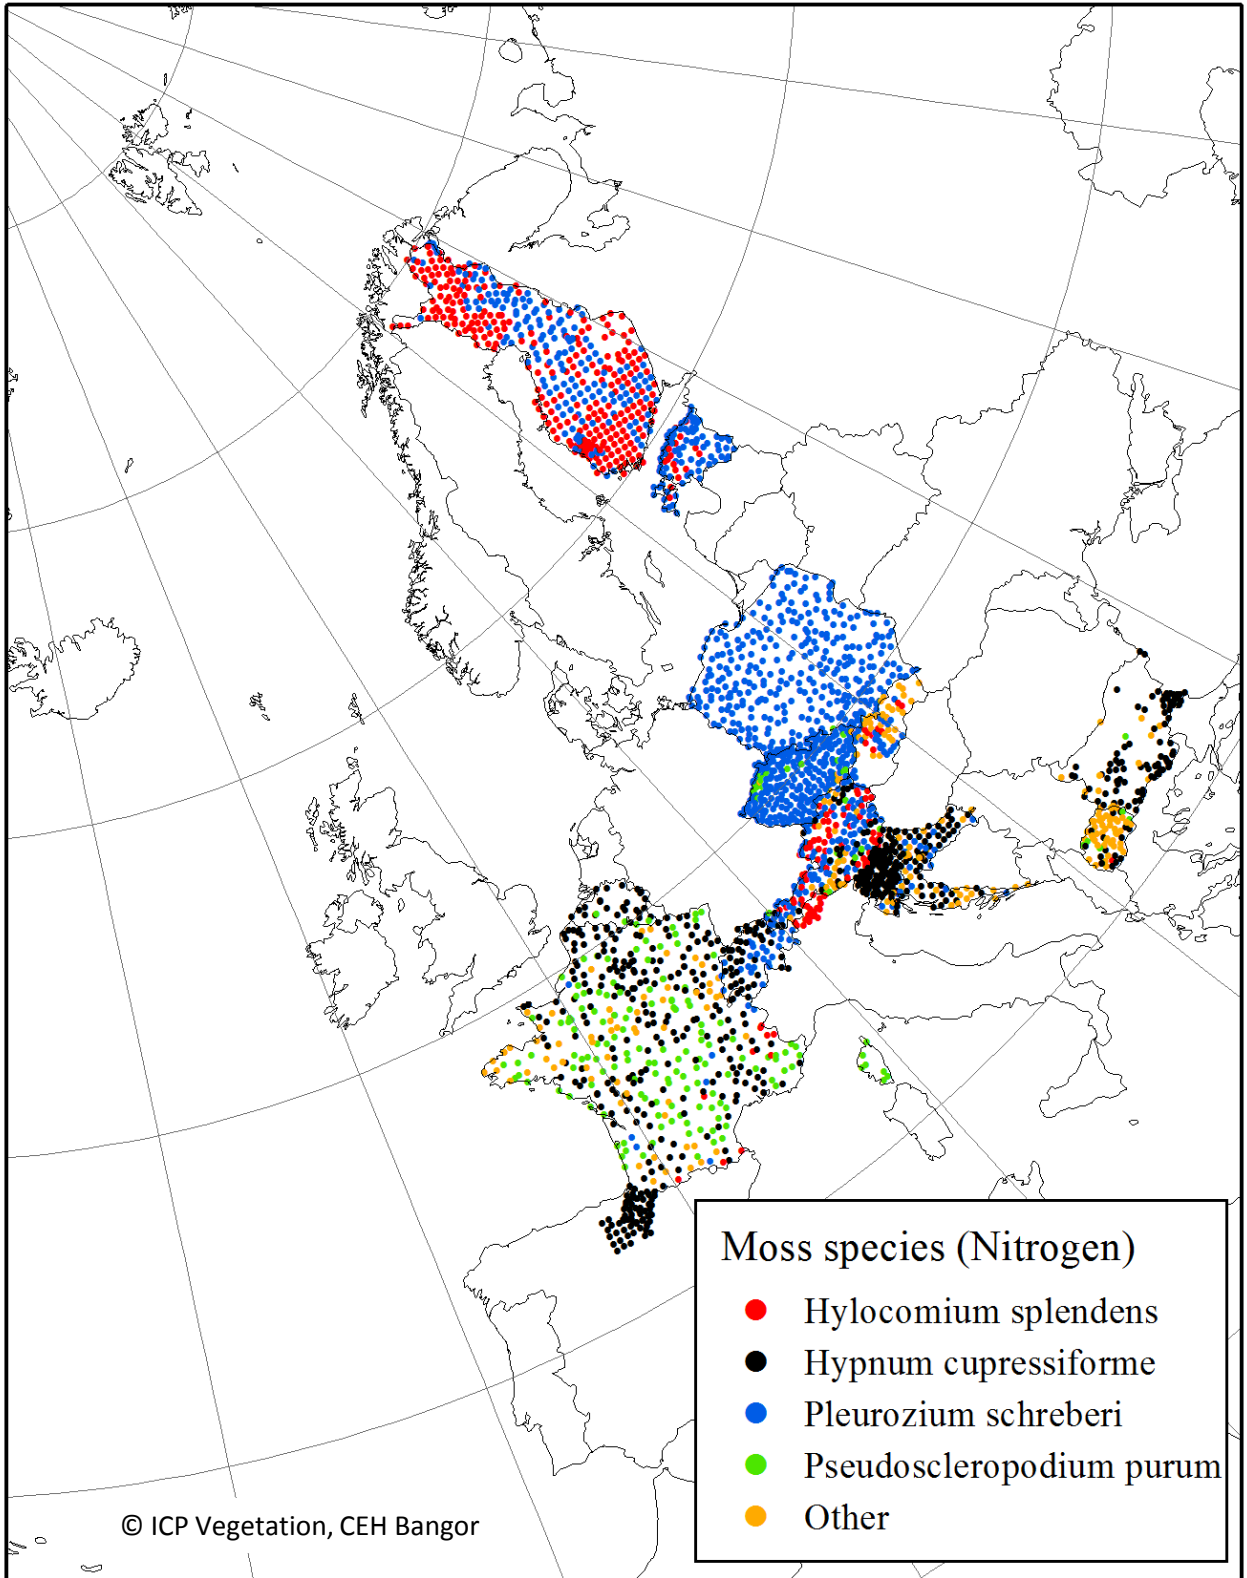 Moss species (Nitrogen)
Hylocomium splendens
Hypnum cupressiforme
Pleurozium schreberi
Pseudoscleropodium purum
Other
© ICP Vegetation, CEH Bangor